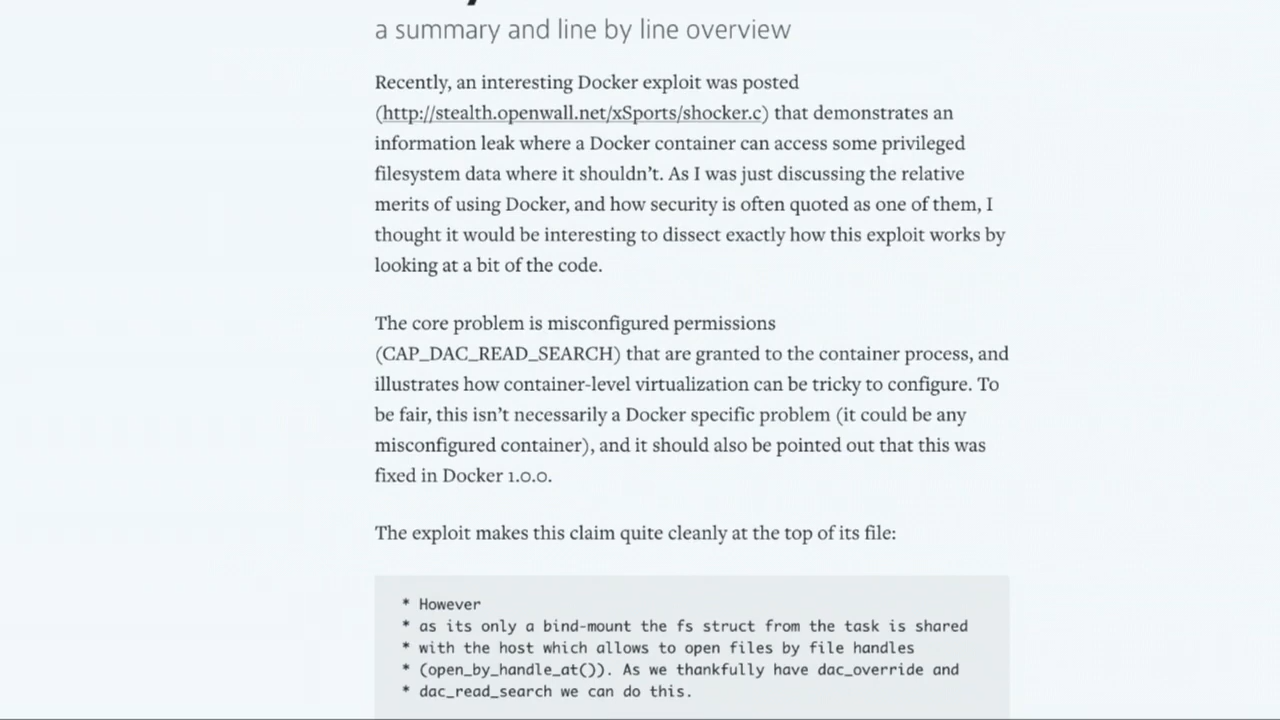 a summary and line by line overview
Recently, an interesting Docker exploit was posted
(http://stealth.openwall.net/xSports/shocker.c) that demonstrates an
information leak where a Docker container can access some privileged
filesystem data where it shouldn’t. As I was just discussing the relative
merits of using Docker, and how security is often quoted as one of them, I
thought it would be interesting to dissect exactly how this exploit works by
looking at a bit of the code.
The core problem is misconfigured permissions
(CAP_DAC_READ_SEARCH) that are granted to the container process, and
illustrates how container-level virtualization can be tricky to configure. To
be fair, this isn’t necessarily a Docker specific problem (it could be any
misconfigured container), and it should also be pointed out that this was
fixed in Docker 1.0.0.
The exploit makes this claim quite cleanly at the top of its file:
* However
* as its only a bind-mount the fs struct from the task is shared
* with the host which allows to open files by file handles
* (open_by_handle_at()). As we thankfully have dac_override and
* dac_read_search we can do this.